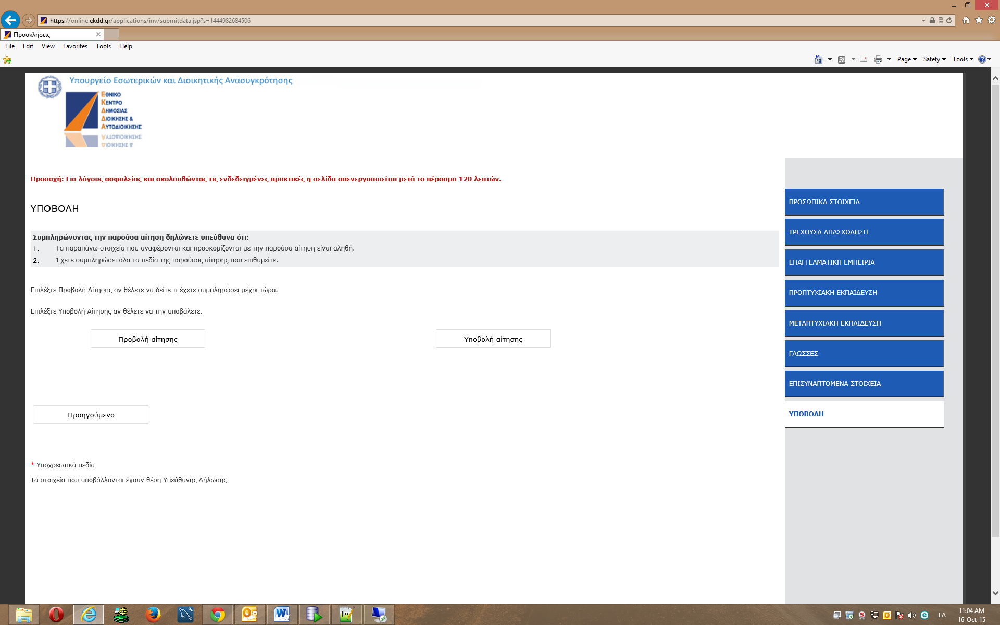 https://online.ekdd.gr/applications/inv/submitdata.jsp?s=1444982684506
Προσκλήσεις
File Edit View Favorites Tools Help
Page Safety Tools
Υπουργείο Εσωτερικών και Διοικητικής Ανασυγκρότησης
ΕΘΝΙΚΟ
ΚΕΝΤΡΟ
ΔΗΜΟΣΙΑΣ
ΔΙΟΙΚΗΣΗΣ &
ΑΥΤΟΔΙΟΙΚΗΣΗΣ
Προσοχή: Για λόγους ασφαλείας και ακολουθώντας τις ενδεδειγμένες πρακτικές η σελίδα απενεργοποιείται μετά το πέρασμα 120 λεπτών.
ΥΠΟΒΟΛΗ
Συμπληρώνοντας την παρούσα αίτηση δηλώνετε υπεύθυνα ότι:
1. Τα παραπάνω στοιχεία που αναφέρονται και προσκομίζονται με την παρούσα αίτηση είναι αληθή.
2. Έχετε συμπληρώσει όλα τα πεδία της παρούσας αίτησης που επιθυμείτε.
Επιλέξτε Προβολή Αίτησης αν θέλετε να δείτε τι έχετε συμπληρώσει μέχρι τώρα.
Επιλέξτε Υποβολή Αίτησης αν θέλετε να την υποβάλετε.
Προβολή αίτησης Υποβολή αίτησης
Προηγούμενο
* Υποχρεωτικά πεδία
Τα στοιχεία που υποβάλλονται έχουν θέση Υπεύθυνης Δήλωσης
ΠΡΟΣΩΠΙΚΑ ΣΤΟΙΧΕΙΑ
ΤΡΕΧΟΥΣΑ ΑΠΑΣΧΟΛΗΣΗ
ΕΠΑΓΓΕΛΜΑΤΙΚΗ ΕΜΠΕΙΡΙΑ
ΠΡΟΠΤΥΧΙΑΚΗ ΕΚΠΑΙΔΕΥΣΗ
ΜΕΤΑΠΤΥΧΙΑΚΗ ΕΚΠΑΙΔΕΥΣΗ
ΓΛΩΣΣΕΣ
ΕΠΙΣΥΝΑΠΤΟΜΕΝΑ ΣΤΟΙΧΕΙΑ
ΥΠΟΒΟΛΗ
ΕΛ
11:04 AM
16-Oct-15